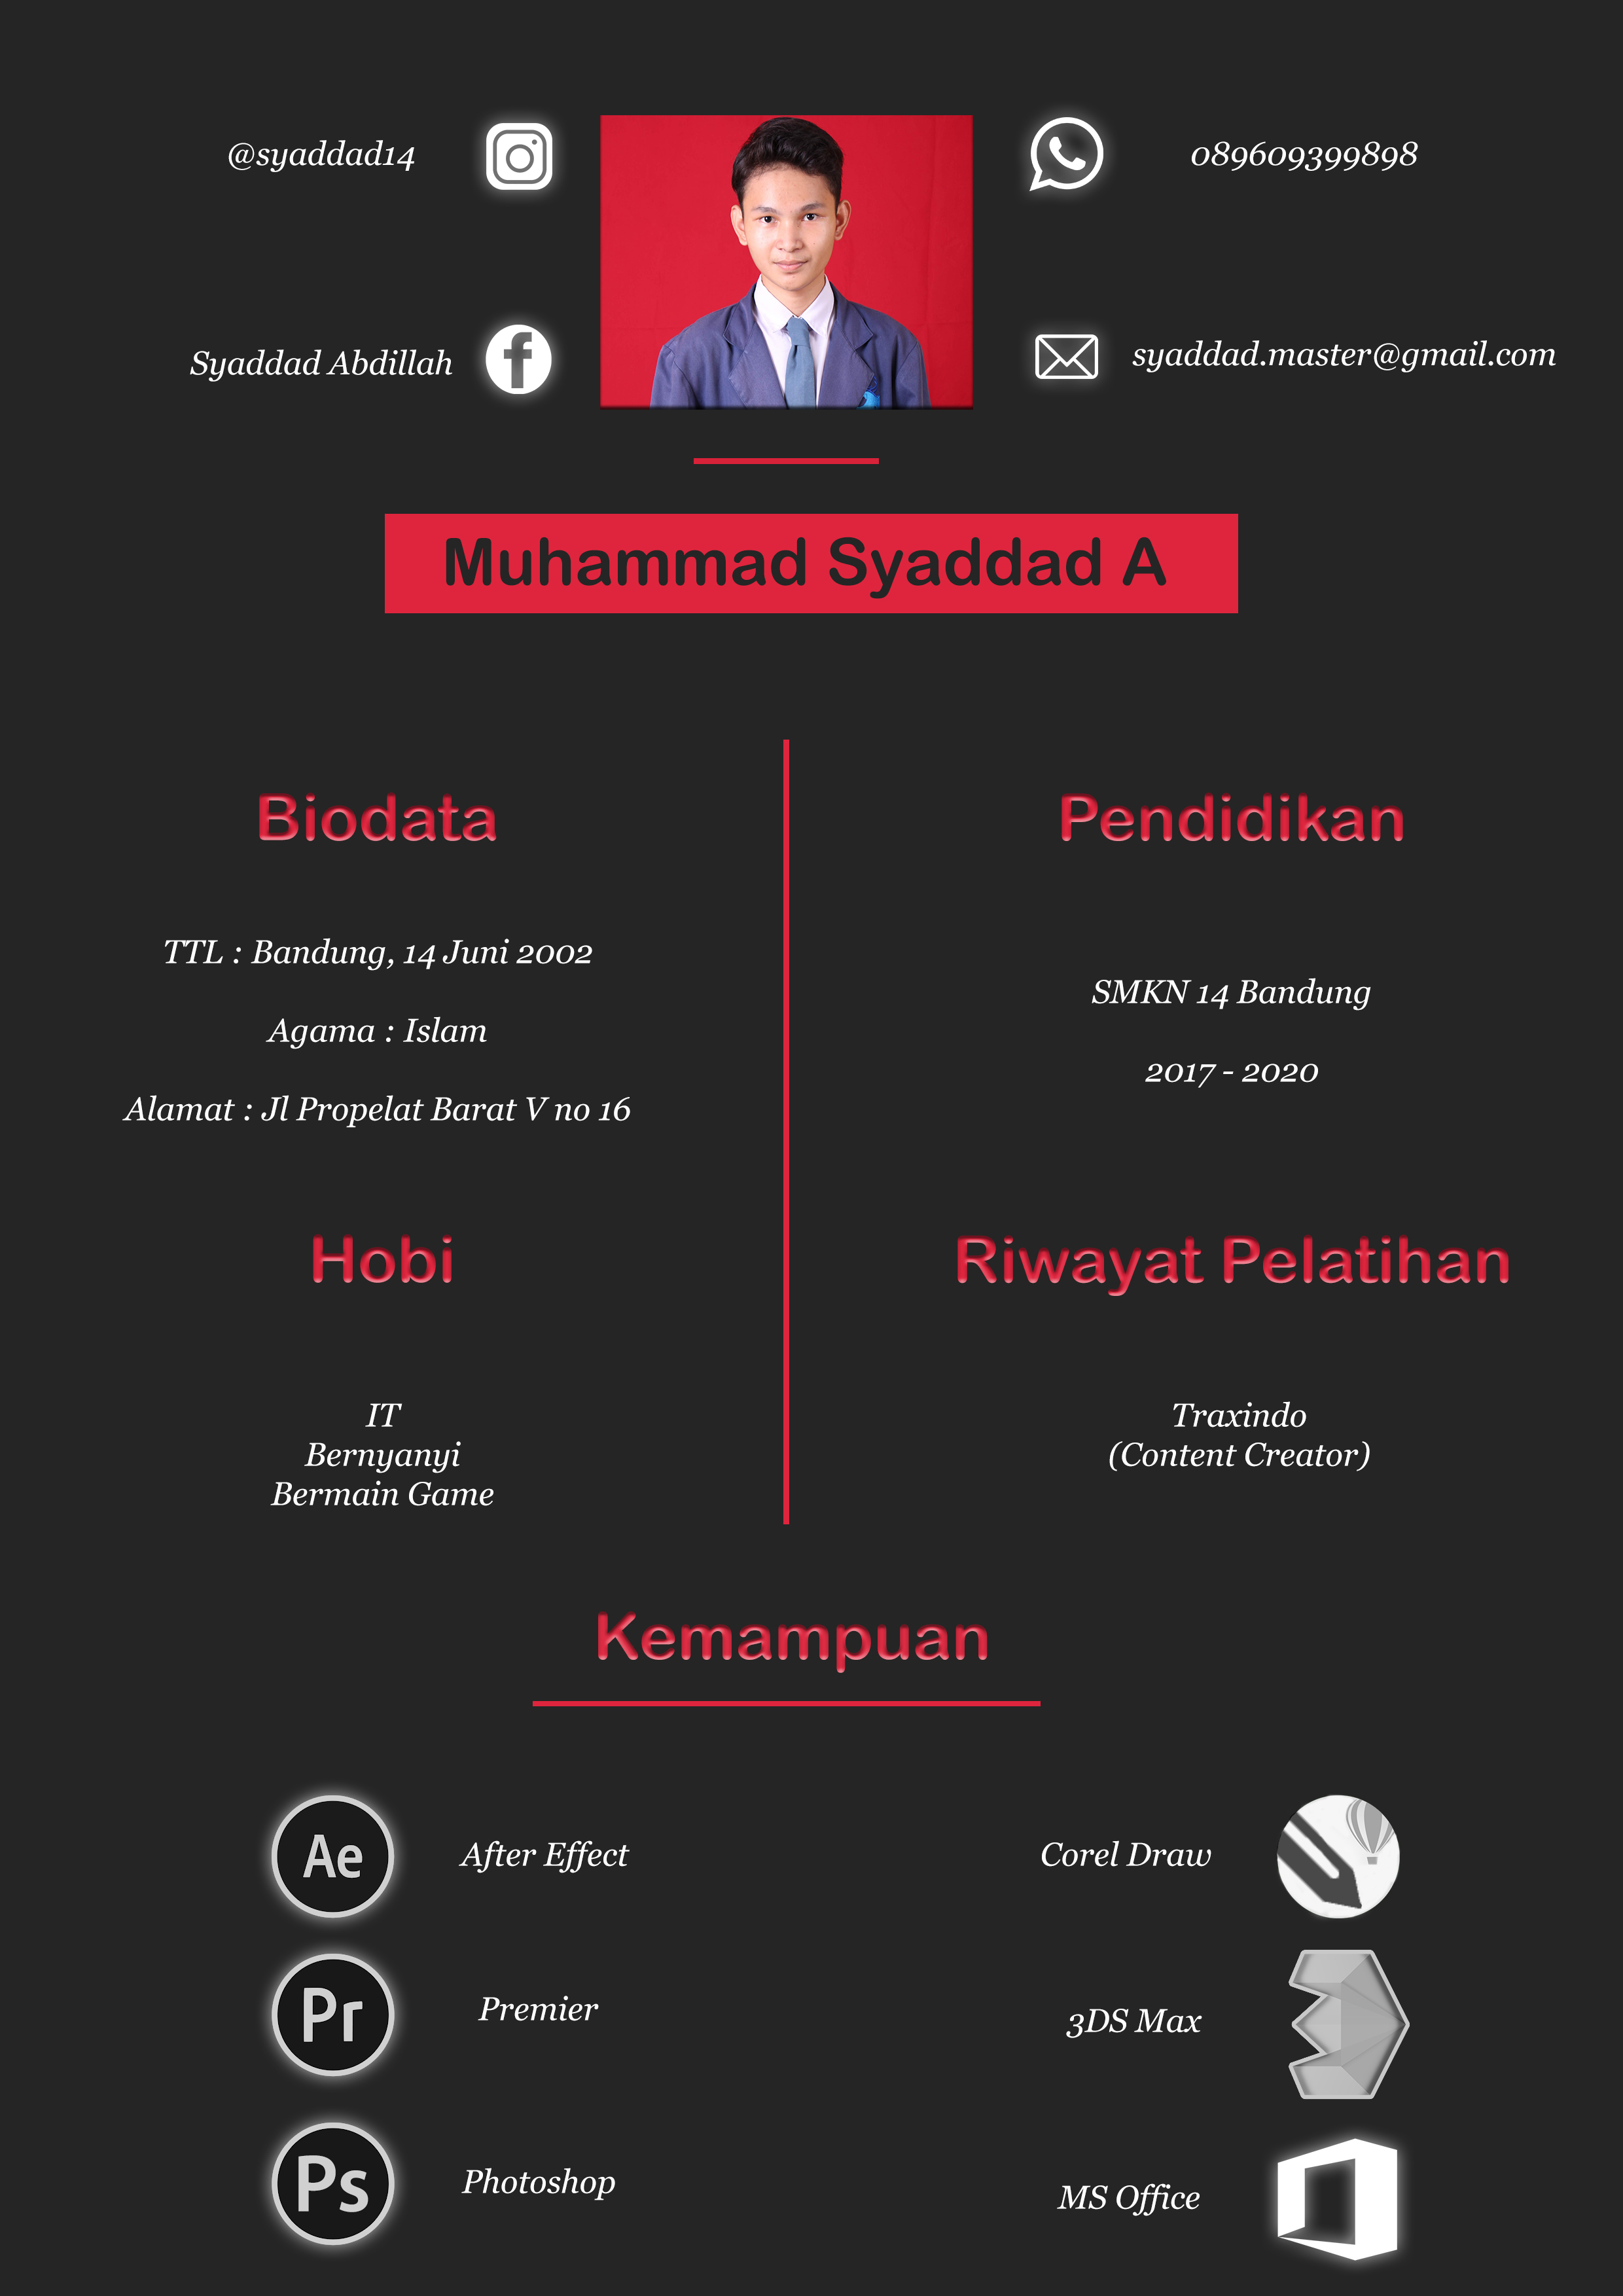 @syaddad14
089609399898
Syaddad Abdillah
f
syaddad.master@gmail.com
Muhammad Syaddad A
Biodata
TTL : Bandung, 14 Juni 2002
Agama : Islam
Alamat : Jl Propelat Barat V no 16
Pendidikan
SMKN 14 Bandung
2017 - 2020
Hobi
IT
Bernyanyi
Bermain Game
Riwayat Pelatihan
Traxindo
(Content Creator)
Kemampuan
Ae
After Effect
Corel Draw
Pr
Premier
3DS Max
Ps
Photoshop
MS Office